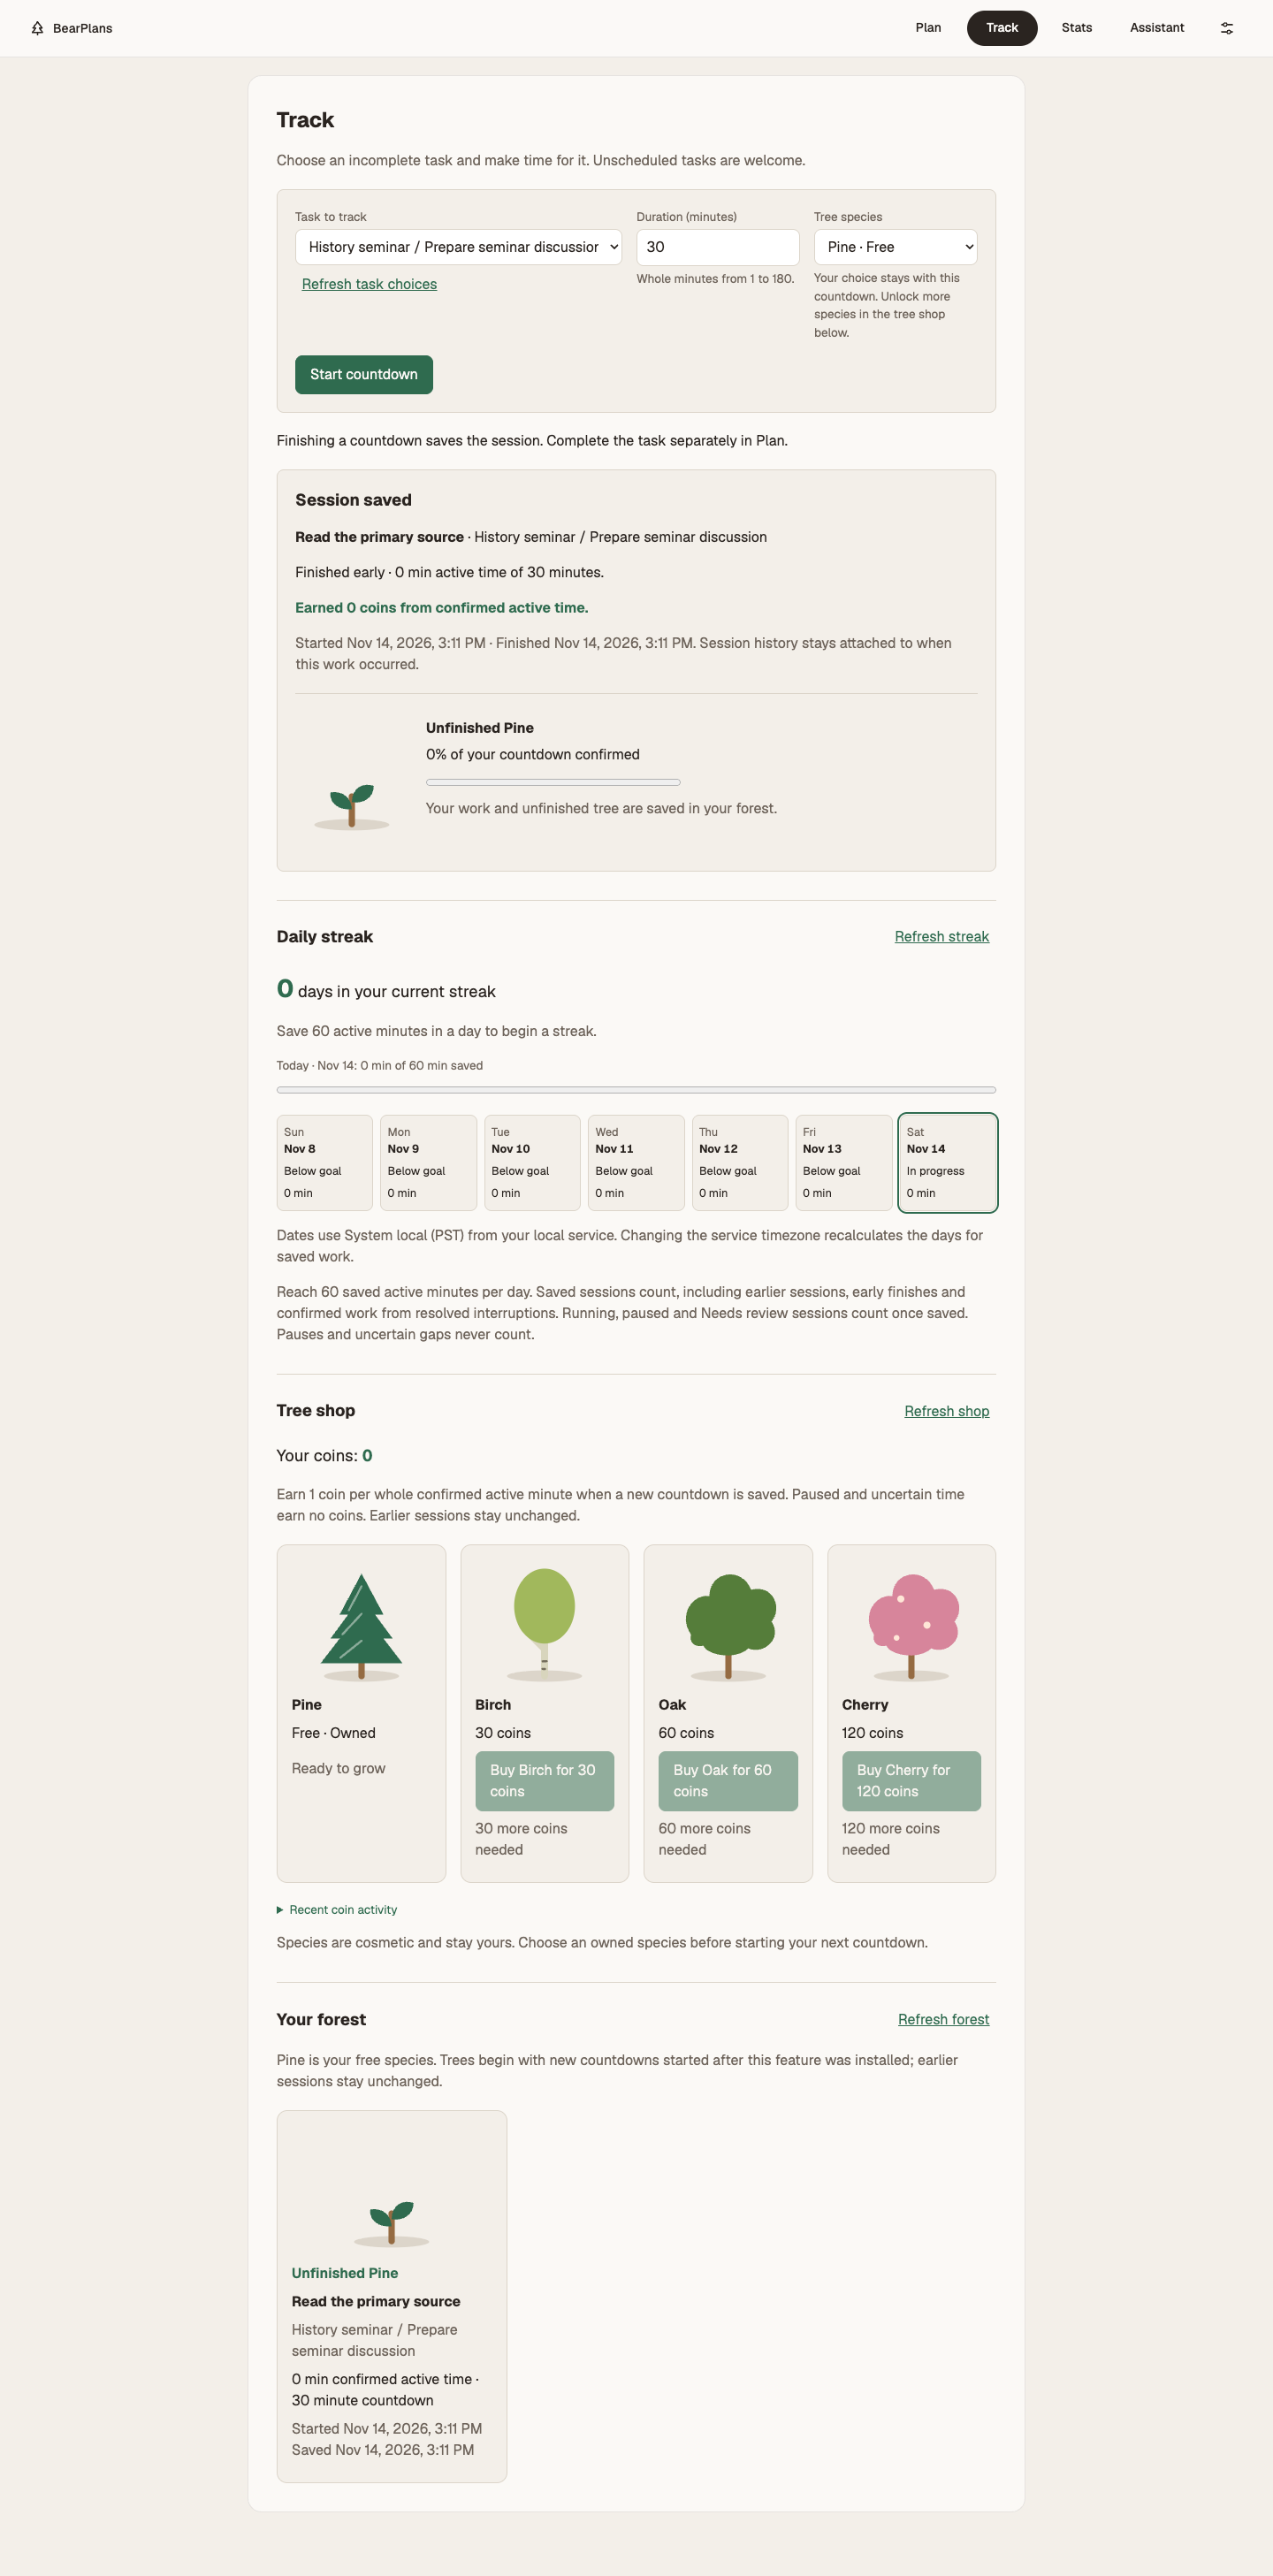 BearPlans
Plan
Track
Stats
Assistant
Track
Choose an incomplete task and make time for it. Unscheduled tasks are welcome.
Task to track
Duration (minutes)
Tree species
History seminar / Prepare seminar discussion
30
Pine · Free
Refresh task choices
Whole minutes from 1 to 180.
Your choice stays with this
countdown. Unlock more
species in the tree shop
below.
Start countdown
Finishing a countdown saves the session. Complete the task separately in Plan.
Session saved
Read the primary source · History seminar / Prepare seminar discussion
Finished early · 0 min active time of 30 minutes.
Earned 0 coins from confirmed active time.
Started Nov 14, 2026, 3:11 PM · Finished Nov 14, 2026, 3:11 PM. Session history stays attached to when
this work occurred.
Unfinished Pine
0% of your countdown confirmed
Your work and unfinished tree are saved in your forest.
Daily streak
Refresh streak
0 days in your current streak
Save 60 active minutes in a day to begin a streak.
Today · Nov 14: 0 min of 60 min saved
Sun
Nov 8
Below goal
0 min
Mon
Nov 9
Below goal
0 min
Tue
Nov 10
Below goal
0 min
Wed
Nov 11
Below goal
0 min
Thu
Nov 12
Below goal
0 min
Fri
Nov 13
Below goal
0 min
Sat
Nov 14
In progress
0 min
Dates use System local (PST) from your local service. Changing the service timezone recalculates the days for
saved work.
Reach 60 saved active minutes per day. Saved sessions count, including earlier sessions, early finishes and
confirmed work from resolved interruptions. Running, paused and Needs review sessions count once saved.
Pauses and uncertain gaps never count.
Tree shop
Refresh shop
Your coins: 0
Earn 1 coin per whole confirmed active minute when a new countdown is saved. Paused and uncertain time
earn no coins. Earlier sessions stay unchanged.
Pine
Free · Owned
Ready to grow
Birch
30 coins
Buy Birch for 30
coins
30 more coins
needed
Oak
60 coins
Buy Oak for 60
coins
60 more coins
needed
Cherry
120 coins
Buy Cherry for
120 coins
120 more coins
needed
Recent coin activity
Species are cosmetic and stay yours. Choose an owned species before starting your next countdown.
Your forest
Refresh forest
Pine is your free species. Trees begin with new countdowns started after this feature was installed; earlier
sessions stay unchanged.
Unfinished Pine
Read the primary source
History seminar / Prepare
seminar discussion
0 min confirmed active time ·
30 minute countdown
Started Nov 14, 2026, 3:11 PM
Saved Nov 14, 2026, 3:11 PM